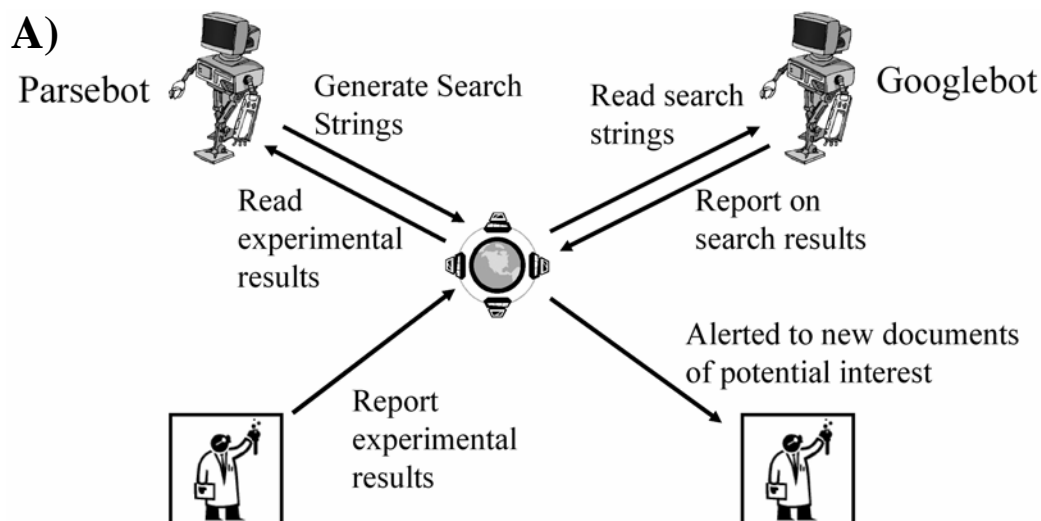 A)
Parsebot
Generate Search
Strings
Read search
strings
Googlebot
Read
experimental
results
Report on
search results
Alerted to new documents
of potential interest
Report
experimental
results